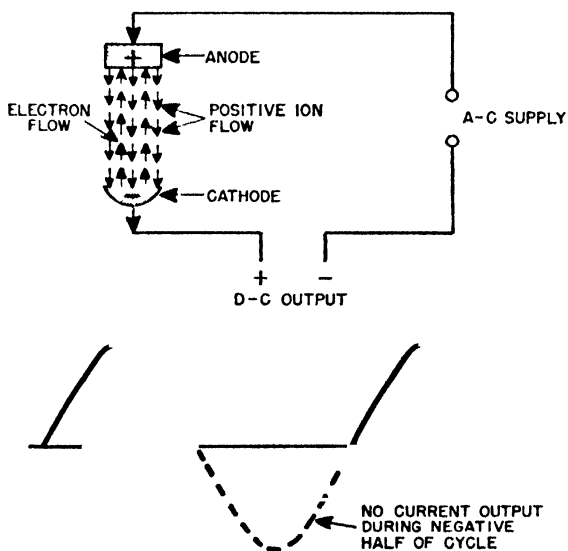 +
ANODE
ELECTRON
FLOW
POSITIVE ION
FLOW
A-C SUPPLY
−
CATHODE
+ −
D-C OUTPUT
NO CURRENT OUTPUT
DURING NEGATIVE
HALF OF CYCLE